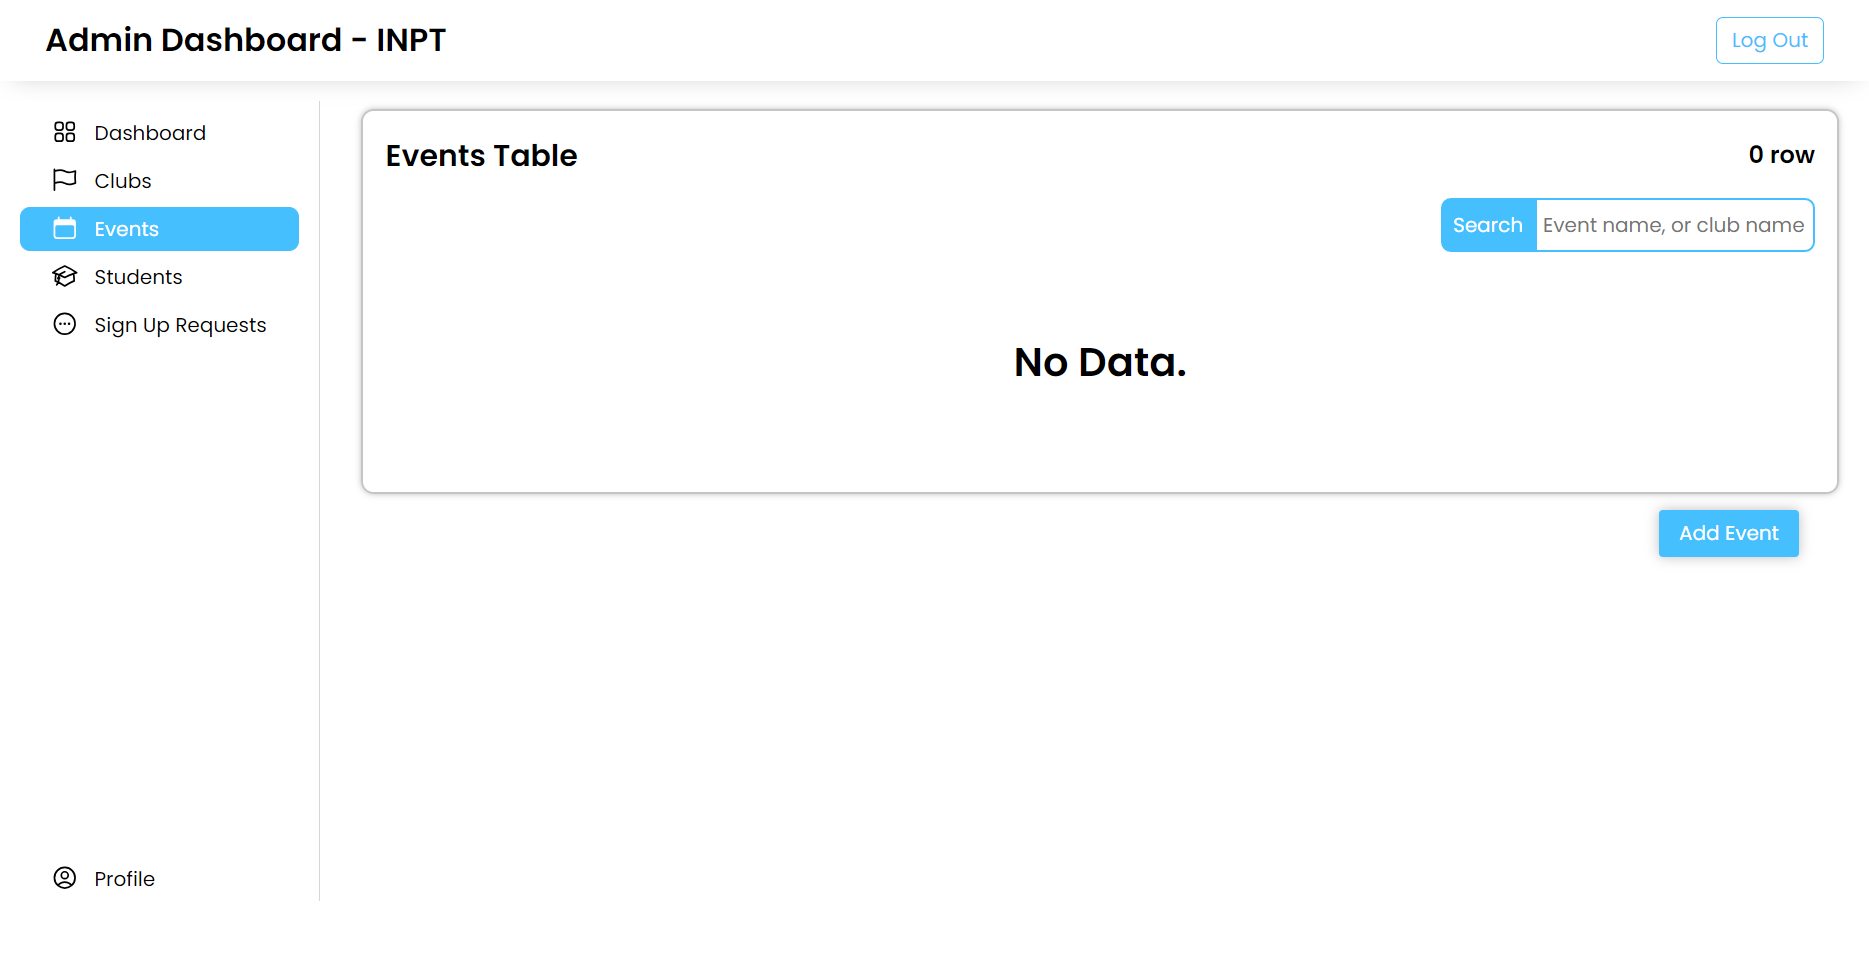 Admin Dashboard - INPT
Log Out
Dashboard
Clubs
Events
Students
Sign Up Requests
Profile
Events Table
0 row
Search
Event name, or club name
No Data.
Add Event